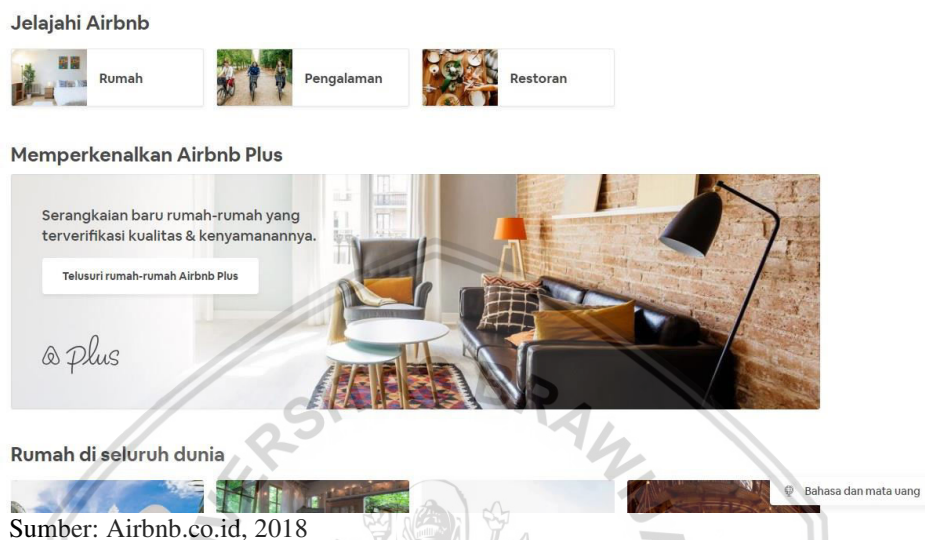 Jelajahi Airbnb
Rumah
Pengalaman
Restoran
Memperkenalkan Airbnb Plus
Serangkaian baru rumah-rumah yang
terverifikasi kualitas & kenyamanannya.
Telusuri rumah-rumah Airbnb Plus
plus
Rumah di seluruh dunia
Bahasa dan mata uang
Sumber: Airbnb.co.id, 2018